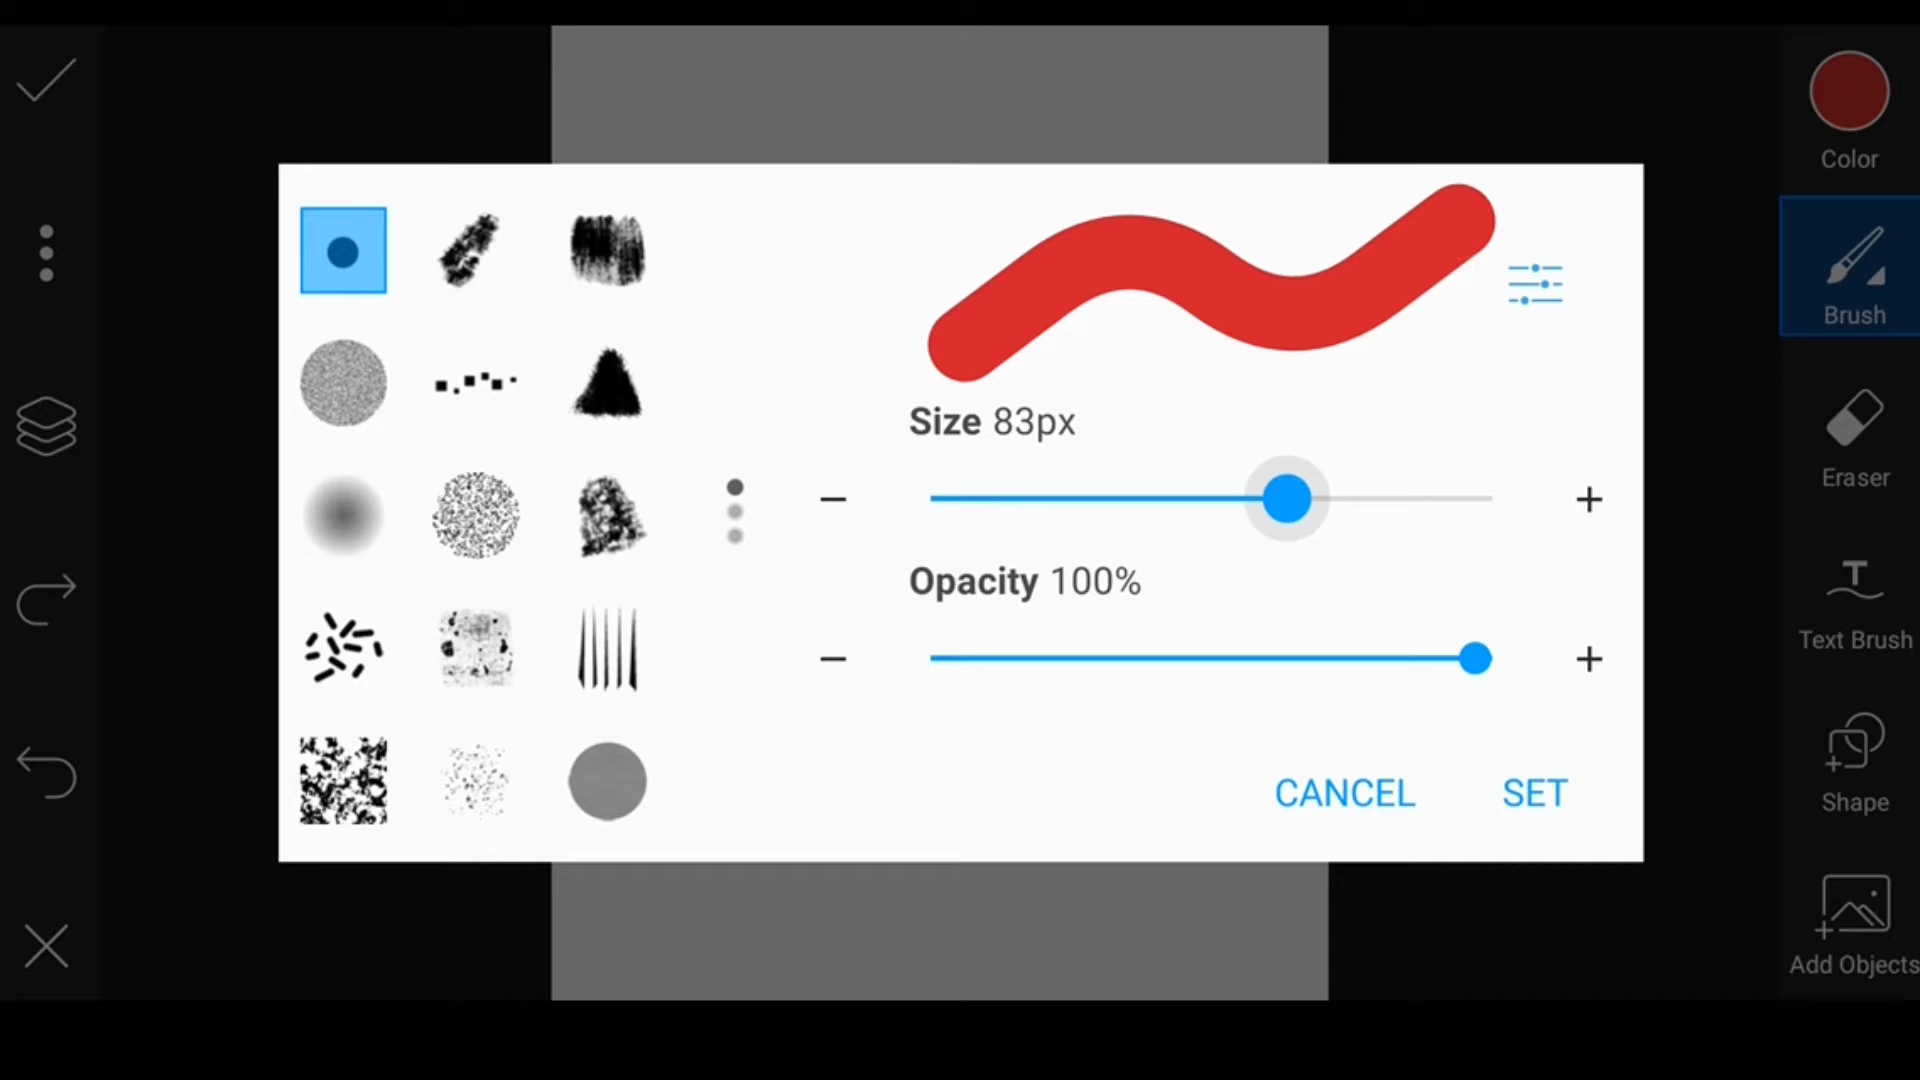 Color
Brush
Size 83px
Eraser
Opacity 100%
Text Brush
CANCEL SET
Shape
Add Objects